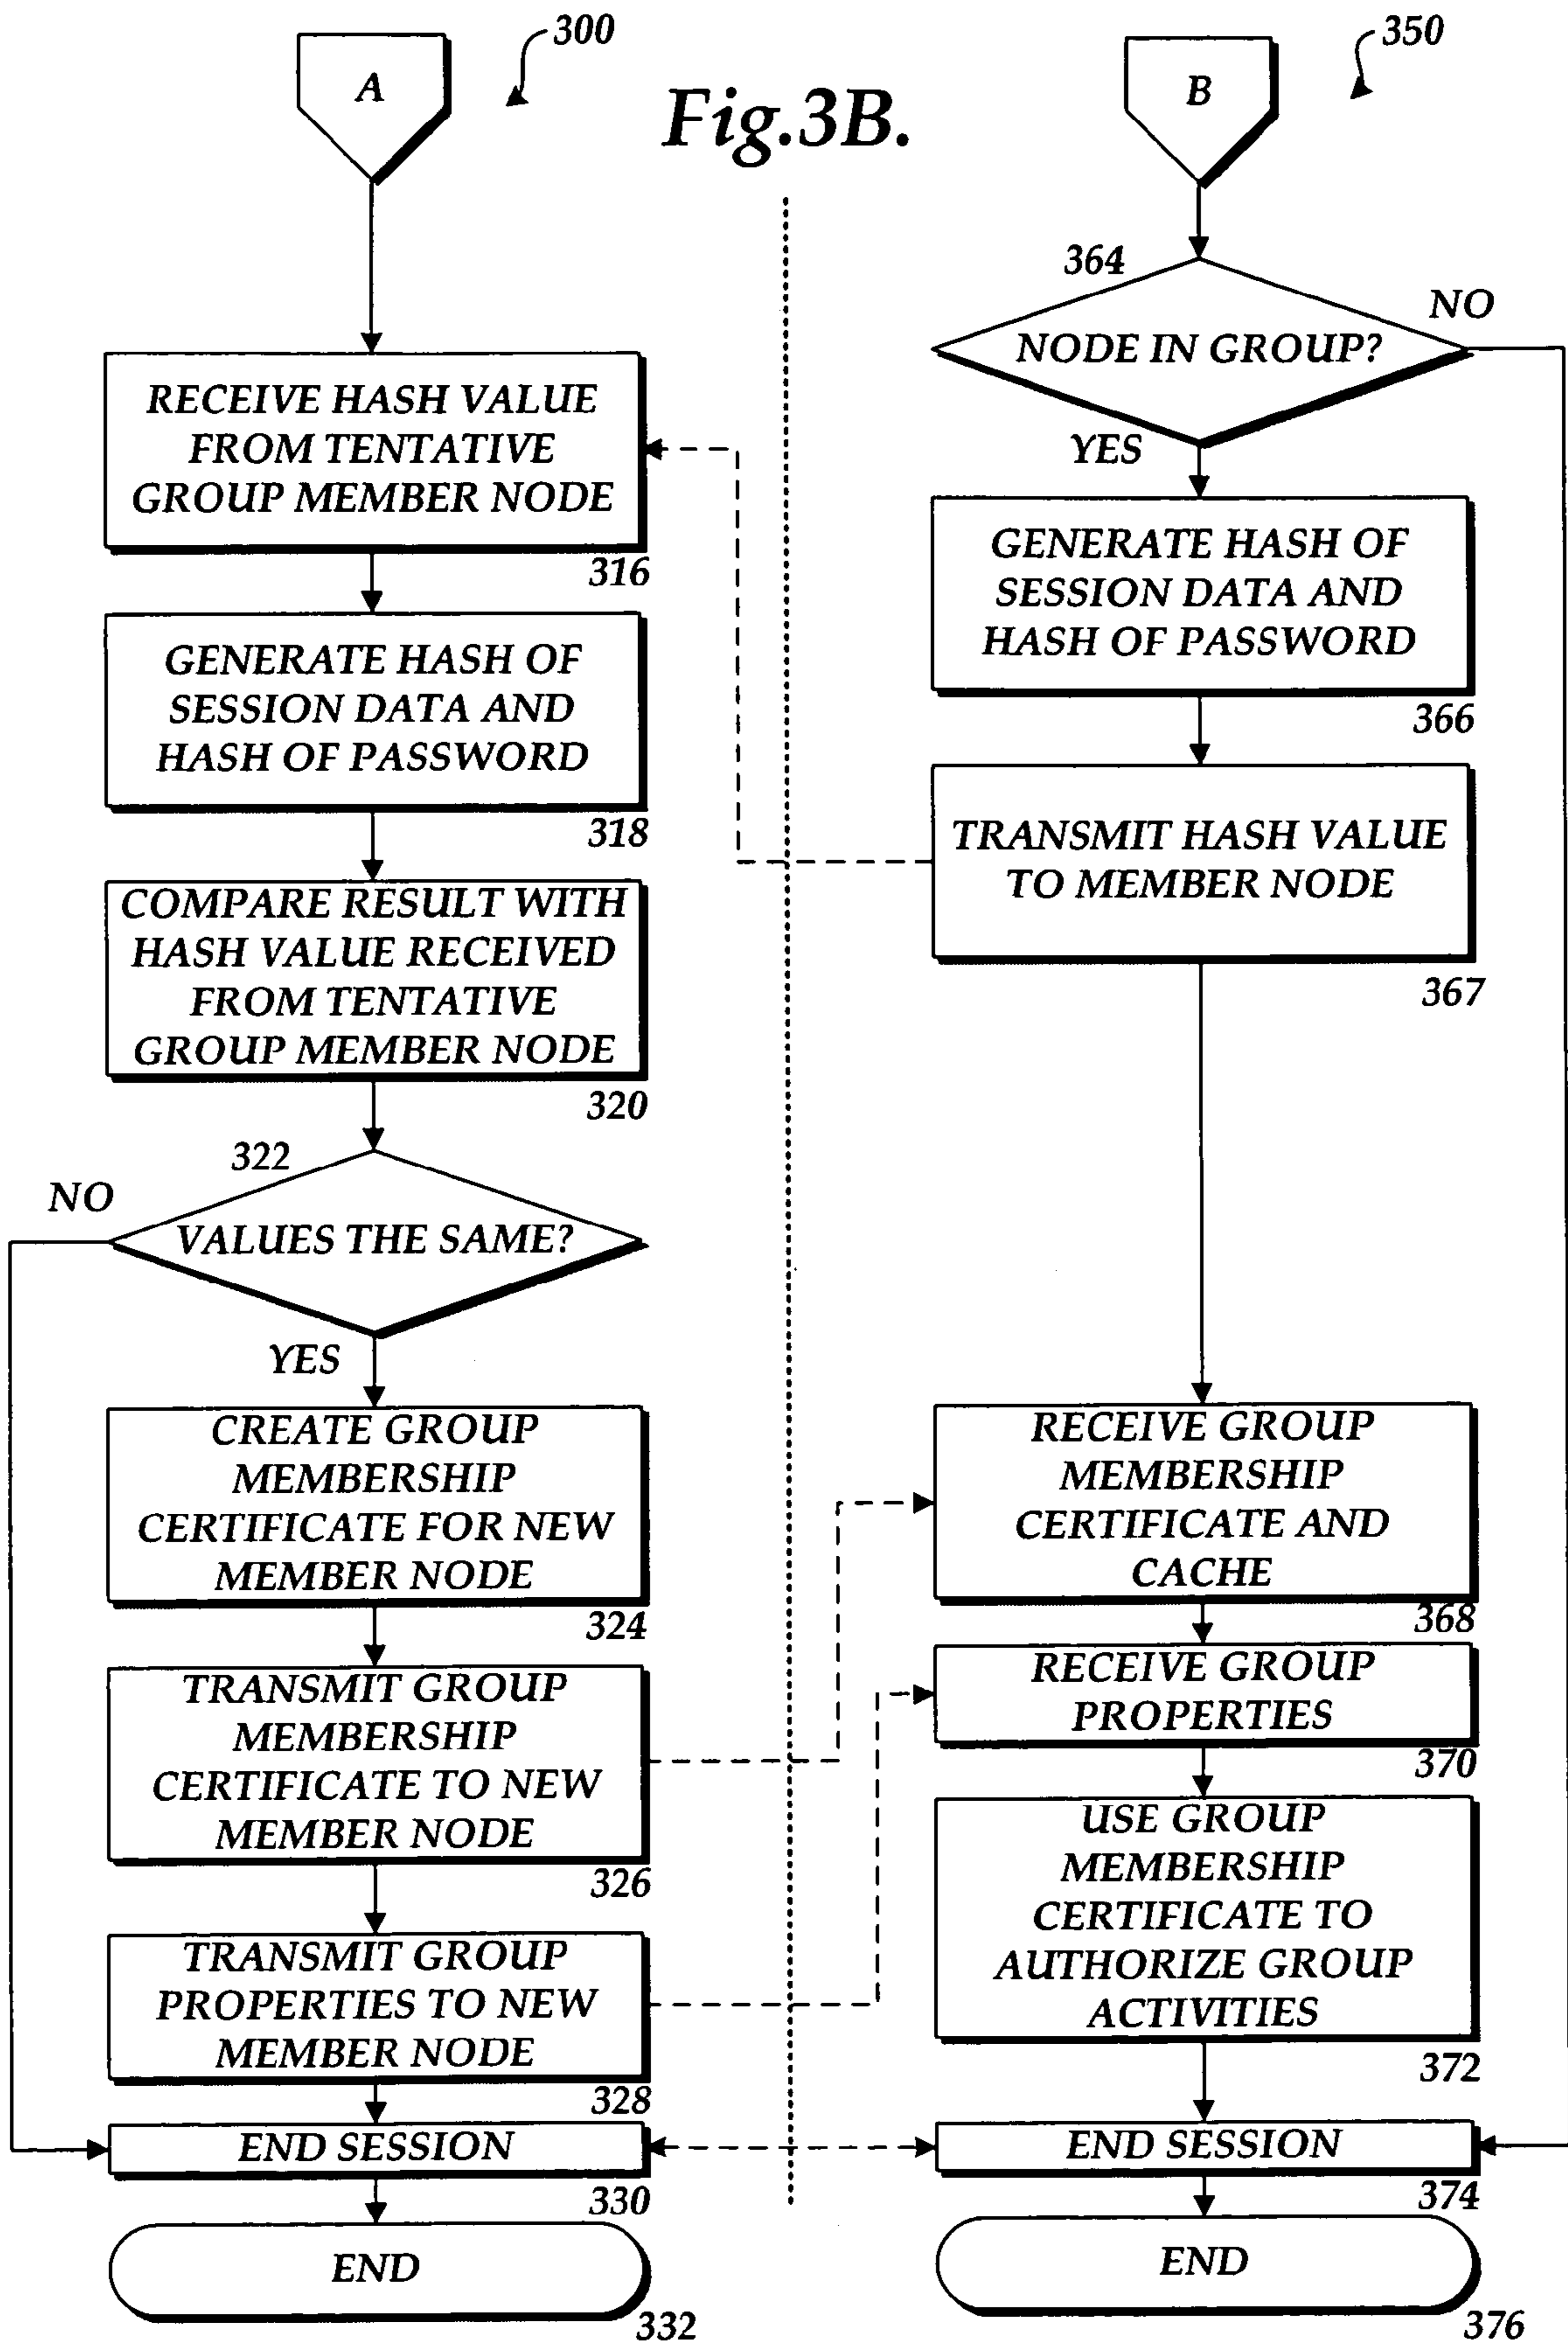 300
350
A
Fig.3B.
B
364
NO
NODE IN GROUP?
YES
RECEIVE HASH VALUE
FROM TENTATIVE
GROUP MEMBER NODE
316
GENERATE HASH OF
SESSION DATA AND
HASH OF PASSWORD
318
COMPARE RESULT WITH
HASH VALUE RECEIVED
FROM TENTATIVE
GROUP MEMBER NODE
320
322
NO
VALUES THE SAME?
YES
CREATE GROUP
MEMBERSHIP
CERTIFICATE FOR NEW
MEMBER NODE
324
TRANSMIT GROUP
MEMBERSHIP
CERTIFICATE TO NEW
MEMBER NODE
326
TRANSMIT GROUP
PROPERTIES TO NEW
MEMBER NODE
328
END SESSION
330
END
332
GENERATE HASH OF
SESSION DATA AND
HASH OF PASSWORD
366
TRANSMIT HASH VALUE
TO MEMBER NODE
367
RECEIVE GROUP
MEMBERSHIP
CERTIFICATE AND
CACHE
368
RECEIVE GROUP
PROPERTIES
370
USE GROUP
MEMBERSHIP
CERTIFICATE TO
AUTHORIZE GROUP
ACTIVITIES
372
END SESSION
374
END
376